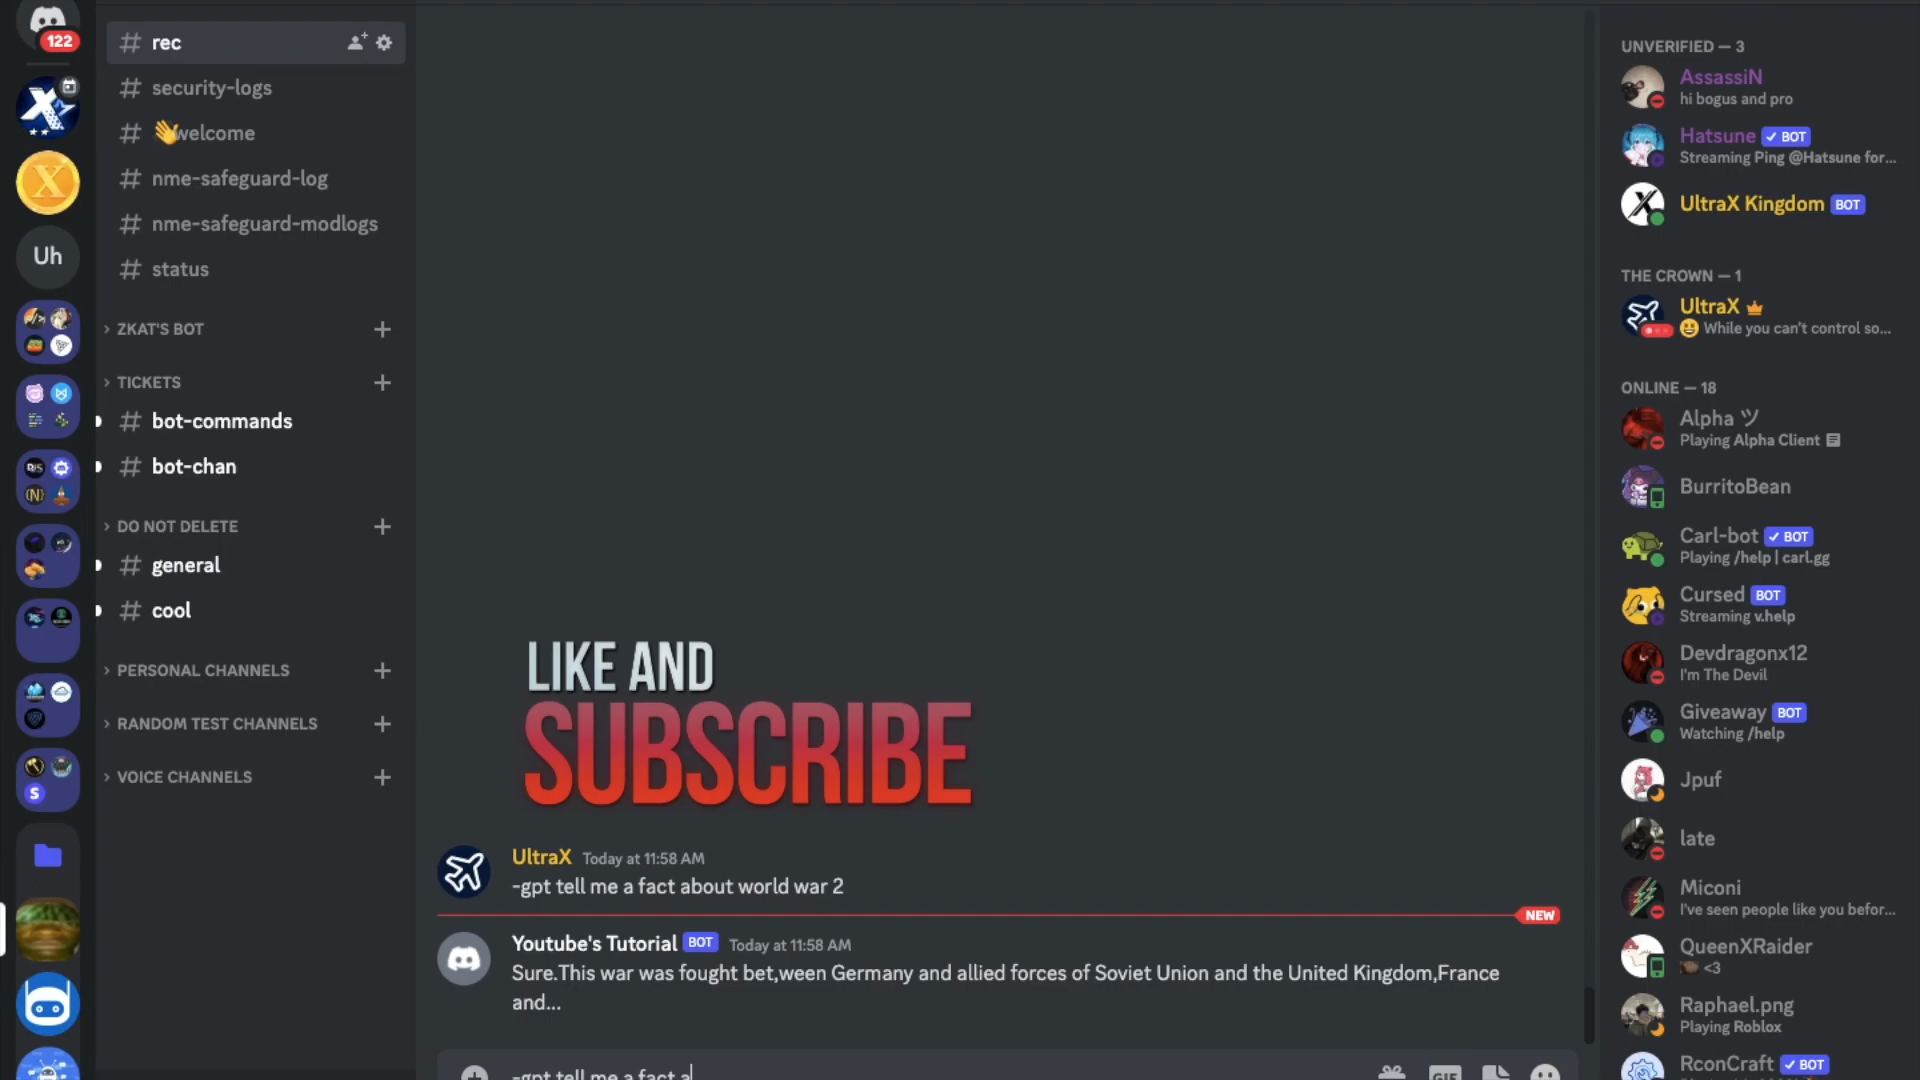 122
rec
security-logs
👋welcome
nme-safeguard-log
nme-safeguard-modlogs
status
ZKAT'S BOT
TICKETS
bot-commands
bot-chan
DO NOT DELETE
general
cool
PERSONAL CHANNELS
RANDOM TEST CHANNELS
VOICE CHANNELS
X
X
Uh
DJS
{N}
S
LIKE AND
SUBSCRIBE
UltraX Today at 11:58 AM
-gpt tell me a fact about world war 2
NEW
Youtube's Tutorial BOT Today at 11:58 AM
Sure.This war was fought bet,ween Germany and allied forces of Soviet Union and the United Kingdom,France
and...
-gpt tell me a fact a
GIF
UNVERIFIED — 3
AssassiN
hi bogus and pro
Hatsune ✓ BOT
Streaming Ping @Hatsune for...
UltraX Kingdom BOT
THE CROWN — 1
UltraX
😀 While you can't control so...
ONLINE — 18
Alpha ツ
Playing Alpha Client
BurritoBean
Carl-bot ✓ BOT
Playing /help | carl.gg
Cursed BOT
Streaming v.help
Devdragonx12
I'm The Devil
Giveaway BOT
Watching /help
Jpuf
late
Miconi
I've seen people like you befor...
QueenXRaider
<3
Raphael.png
Playing Roblox
RconCraft ✓ BOT